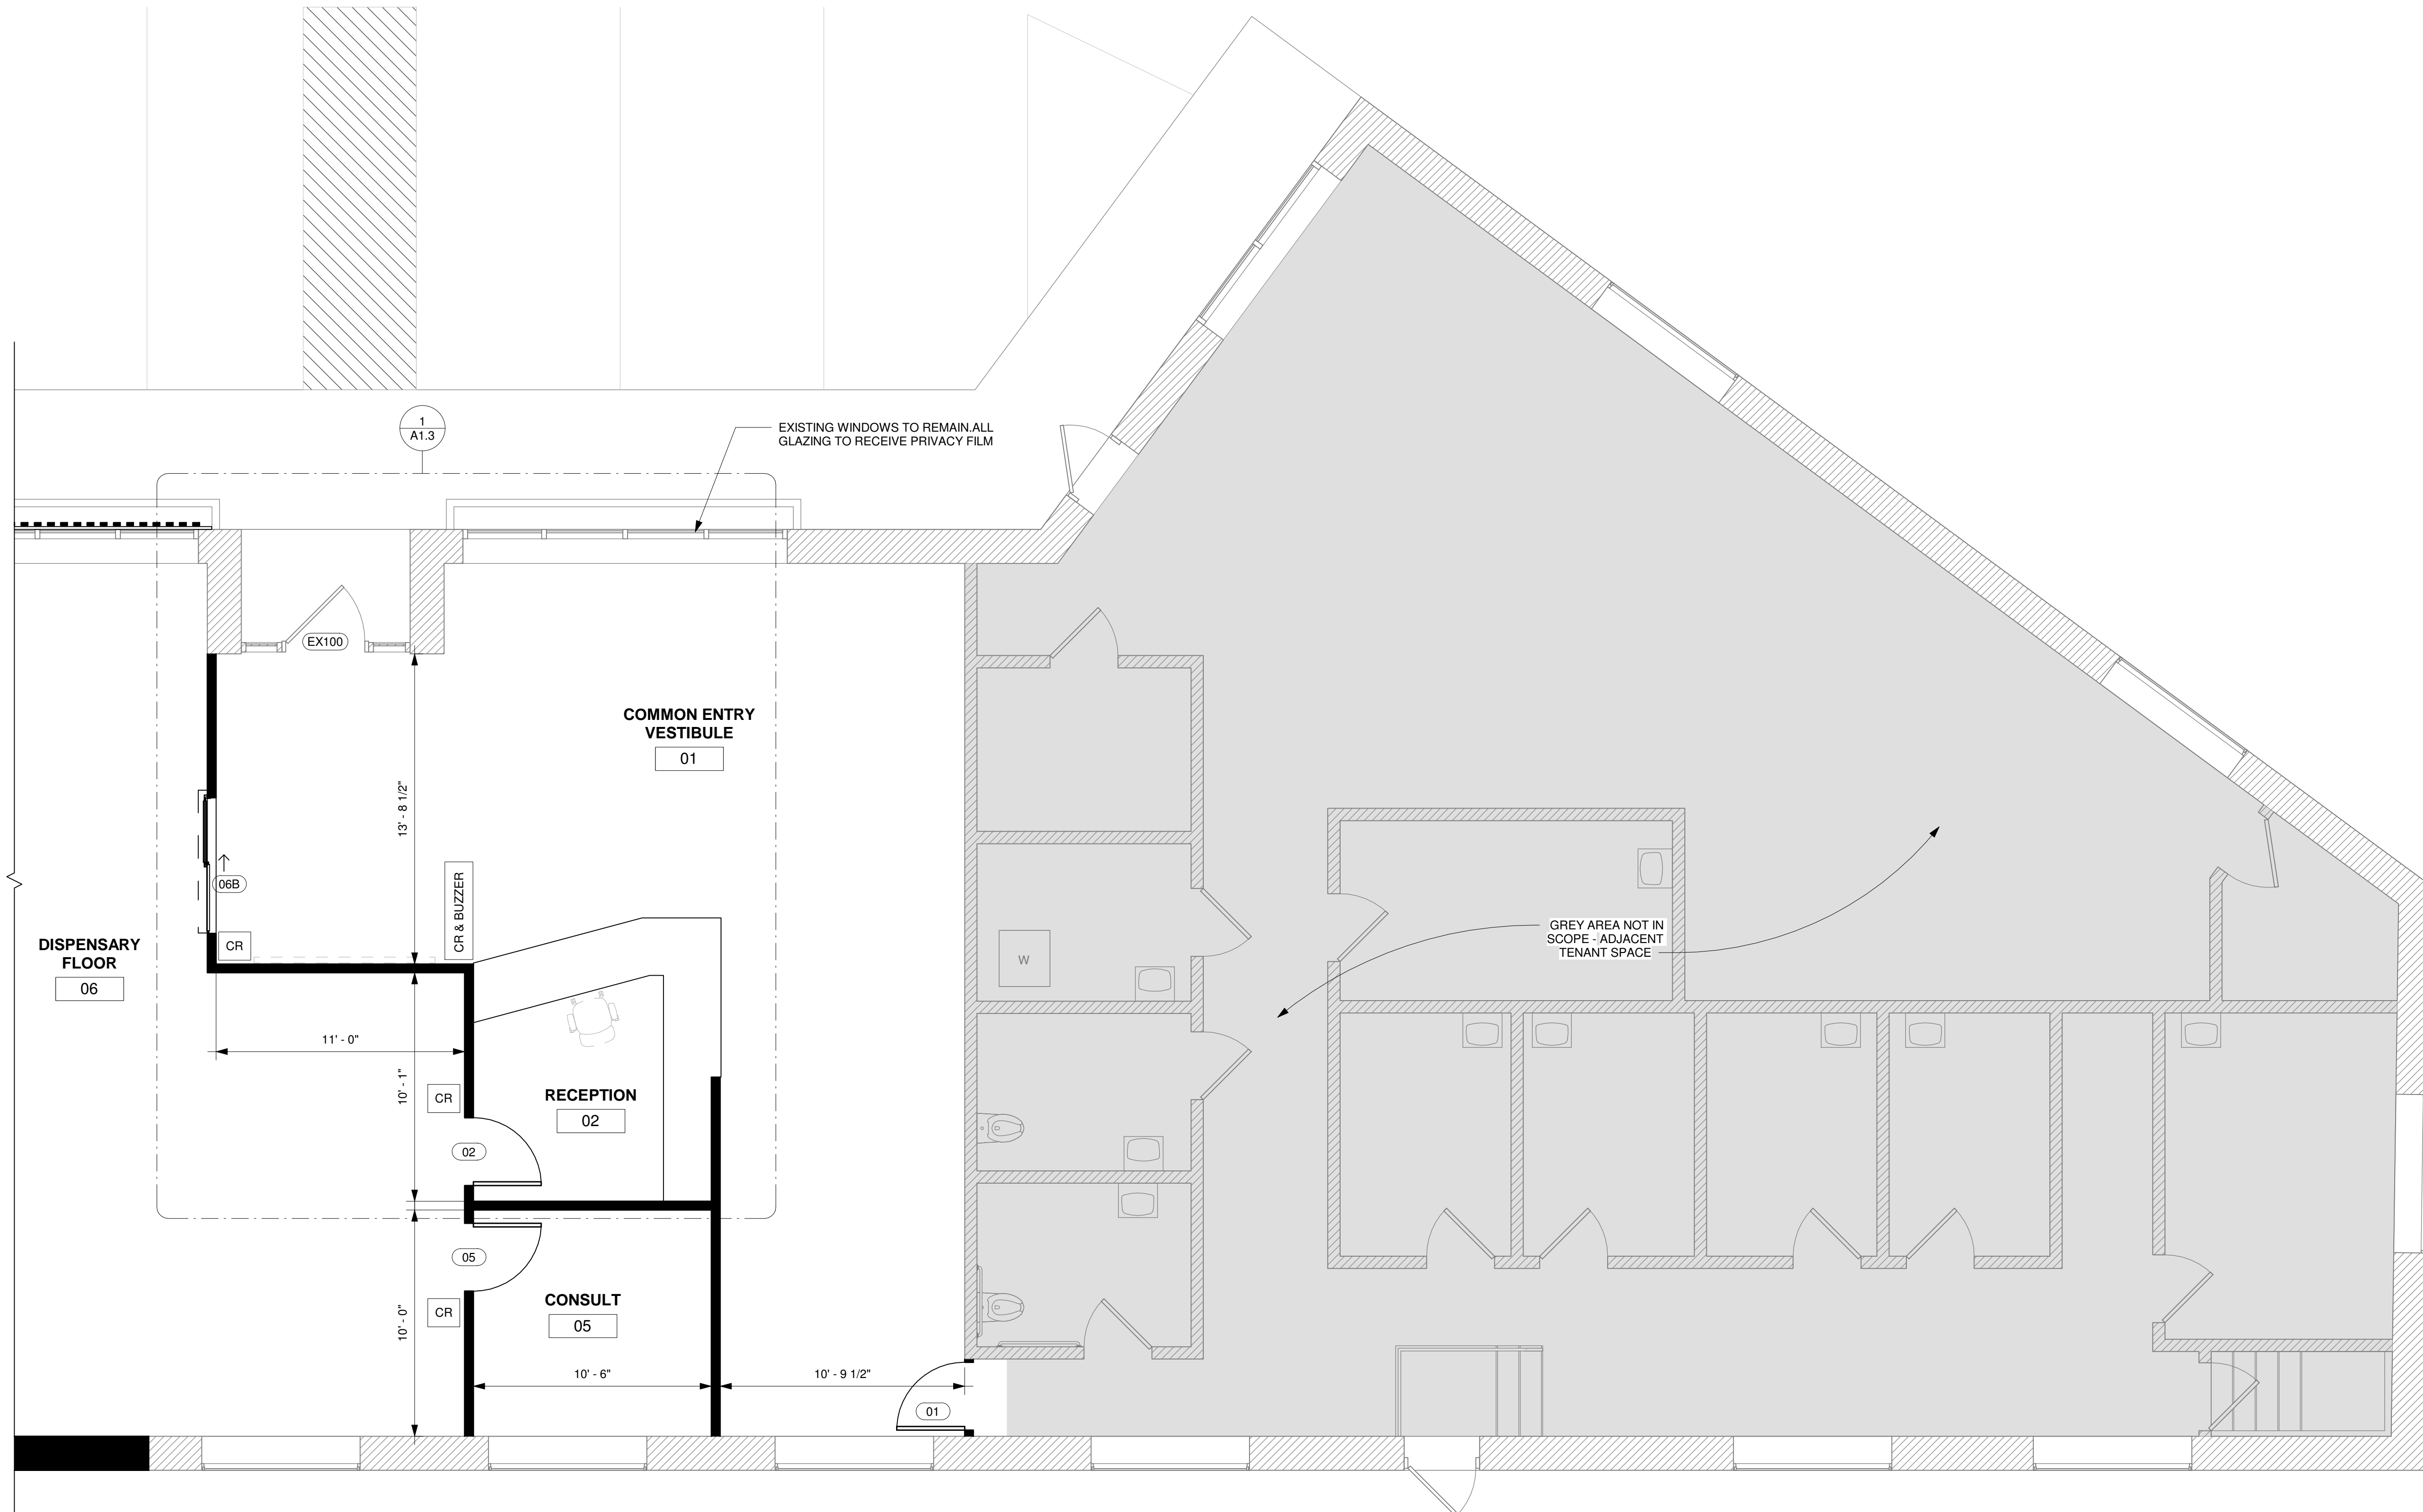 1
A1.3
EXISTING WINDOWS TO REMAIN.ALL
GLAZING TO RECEIVE PRIVACY FILM
EX100
COMMON ENTRY
VESTIBULE
01
13' - 8 1/2"
06B
CR & BUZZER
CR
DISPENSARY
FLOOR
06
GREY AREA NOT IN
SCOPE - ADJACENT
TENANT SPACE
W
11' - 0"
10' - 1"
CR
RECEPTION
02
02
05
CR
CONSULT
05
10' - 0"
10' - 6"
10' - 9 1/2"
01